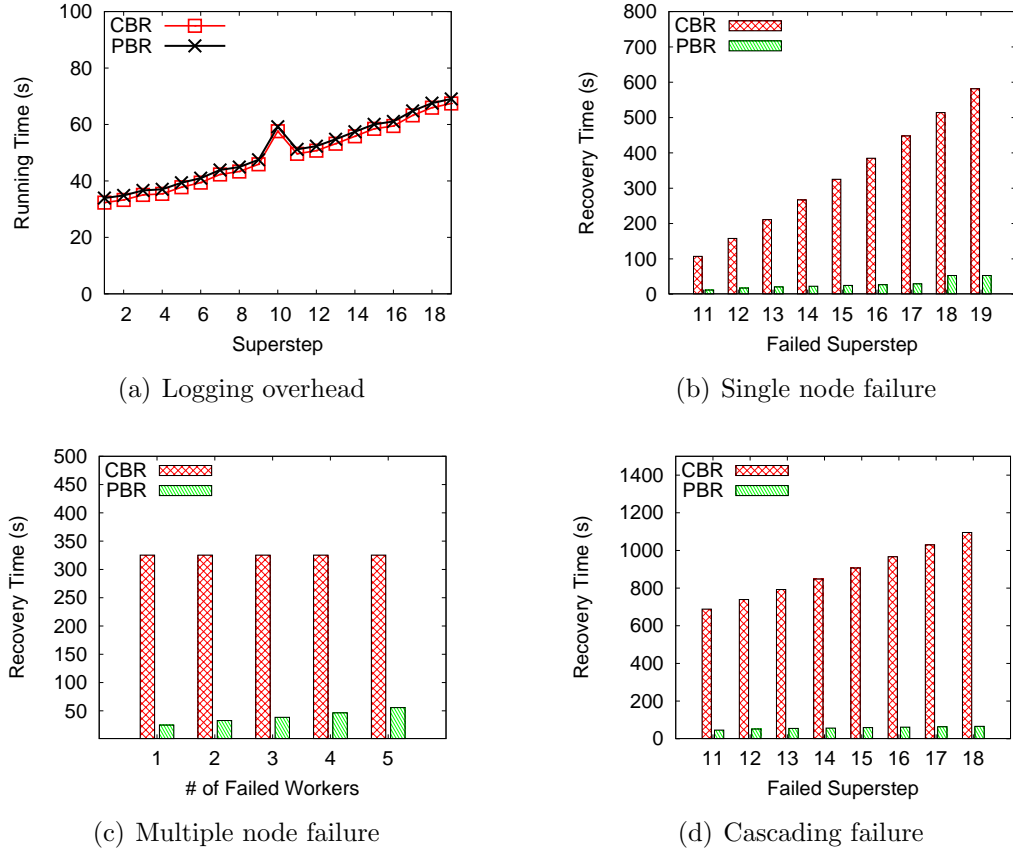 CBR
PBR
100
80
60
40
20
0
Running Time (s)
2 4 6 8 10 12 14 16 18
Superstep
(a) Logging overhead
CBR
PBR
800
700
600
500
400
300
200
100
0
Recovery Time (s)
11 12 13 14 15 16 17 18 19
Failed Superstep
(b) Single node failure
CBR
PBR
500
450
400
350
300
250
200
150
100
50
Recovery Time (s)
1 2 3 4 5
# of Failed Workers
(c) Multiple node failure
CBR
PBR
1400
1200
1000
800
600
400
200
0
Recovery Time (s)
11 12 13 14 15 16 17 18
Failed Superstep
(d) Cascading failure